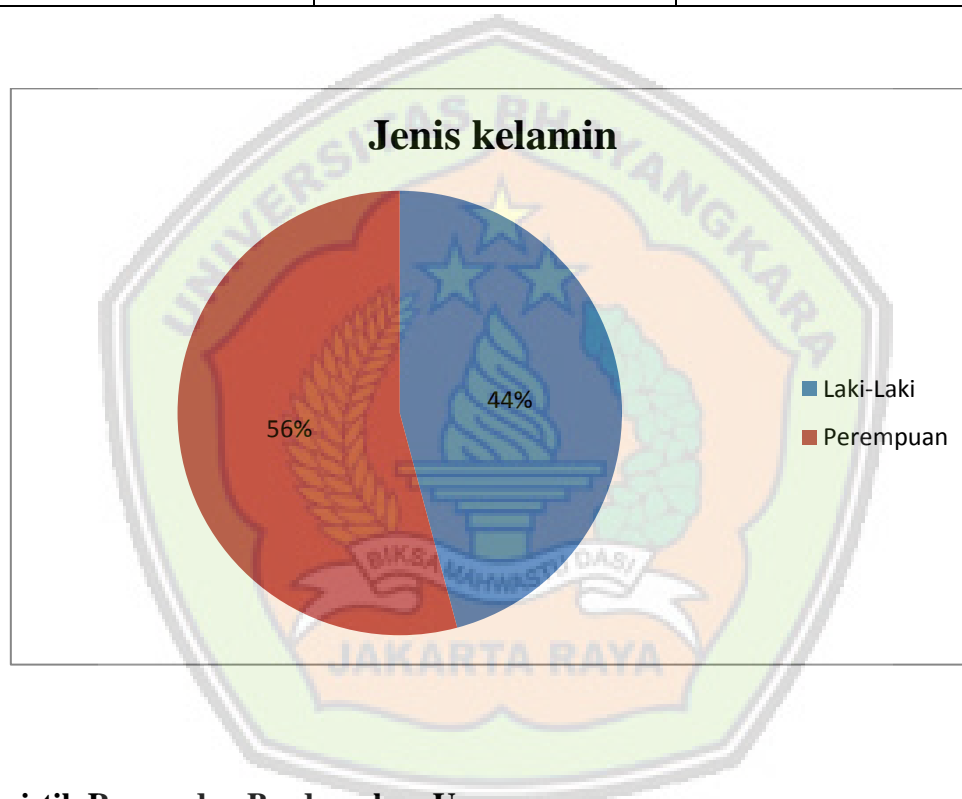 UNIVERSITAS BHAYANGKARA
Jenis kelamin
44%
56%
Laki-Laki
Perempuan
BIKSA MAHWASTU DASI
JAKARTA RAYA